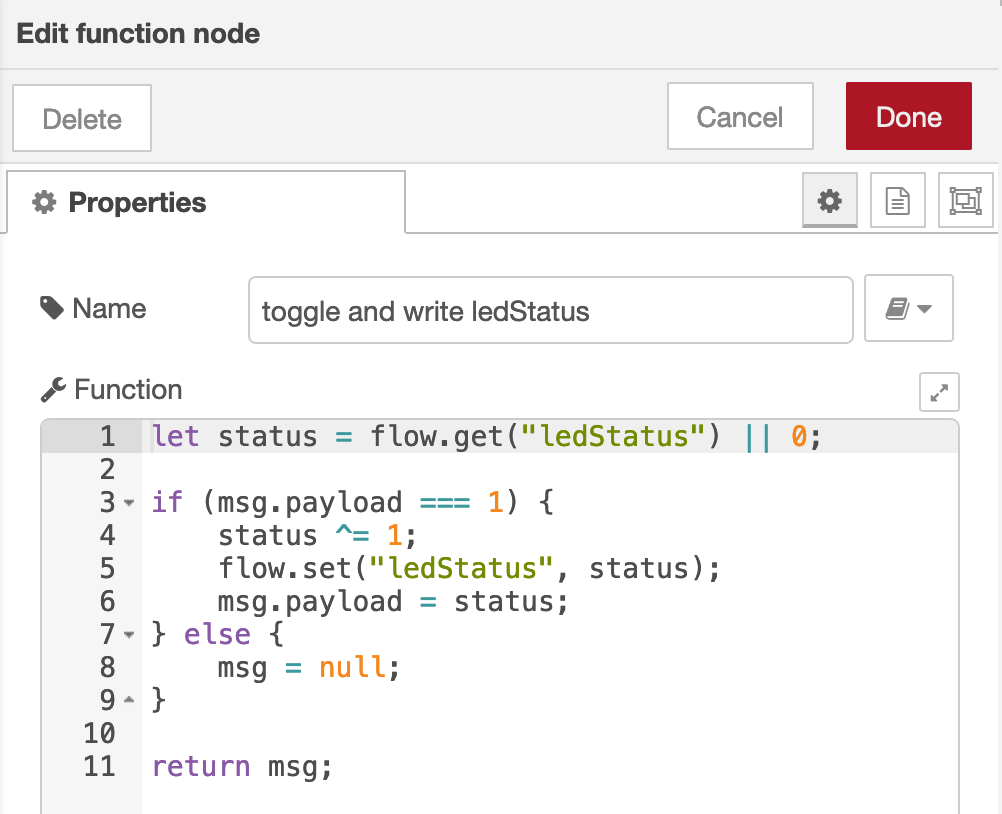 Edit function node
Delete
Cancel
Done
Properties
Name
toggle and write ledStatus
Function
1 let status = flow.get("ledStatus") || 0;
2
3 if (msg.payload === 1) {
4     status ^= 1;
5     flow.set("ledStatus", status);
6     msg.payload = status;
7 } else {
8     msg = null;
9 }
10
11 return msg;